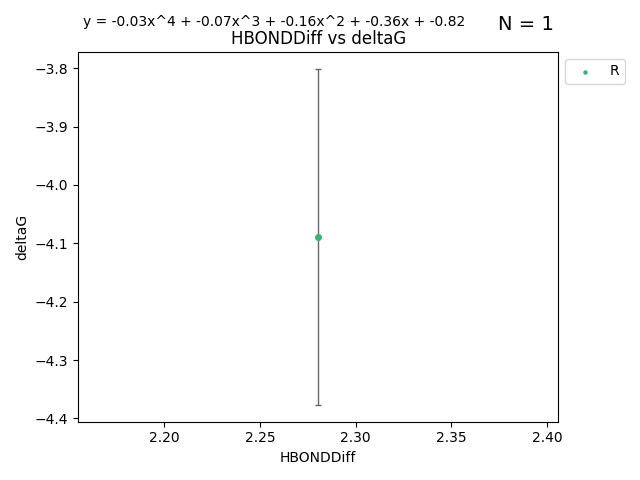 y = -0.03x^4 + -0.07x^3 + -0.16x^2 + -0.36x + -0.82
N = 1
HBONDDiff vs deltaG
R
−3.8
−3.9
−4.0
−4.1
−4.2
−4.3
−4.4
deltaG
2.20 2.25 2.30 2.35 2.40
HBONDDiff